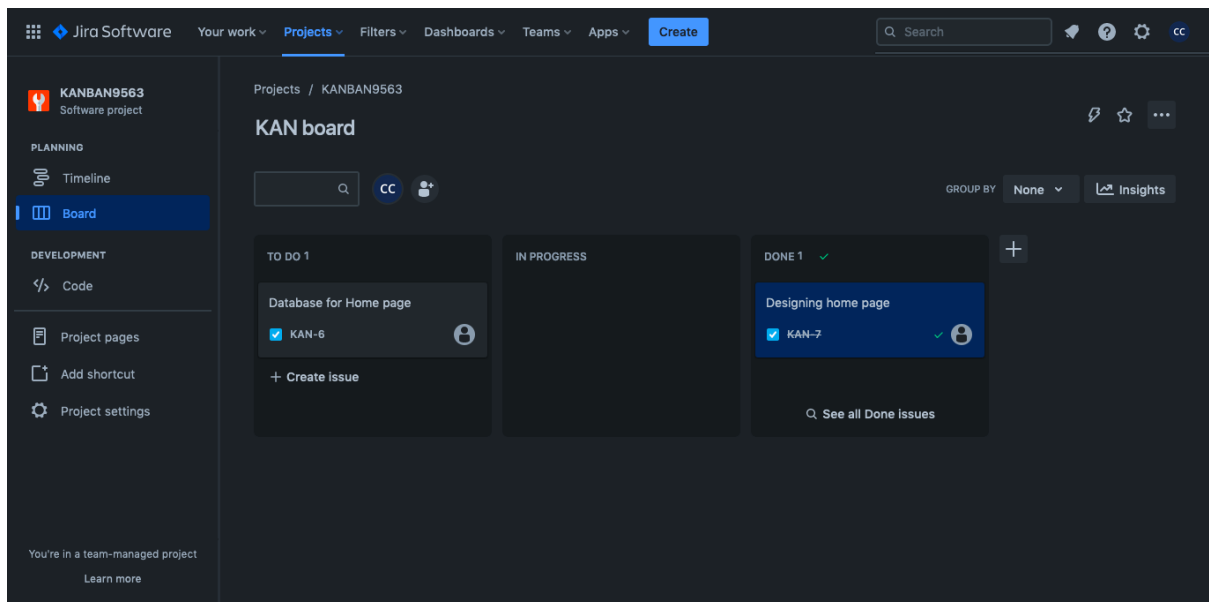 Jira Software Your work Projects Filters Dashboards Teams Apps Create Search CC
KANBAN9563
Software project
PLANNING
Timeline
Board
DEVELOPMENT
Code
Project pages
Add shortcut
Project settings
You're in a team-managed project
Learn more
Projects / KANBAN9563
KAN board
CC GROUP BY None Insights
TO DO 1
Database for Home page
KAN-6
+ Create issue
IN PROGRESS
DONE 1
Designing home page
KAN-7
See all Done issues